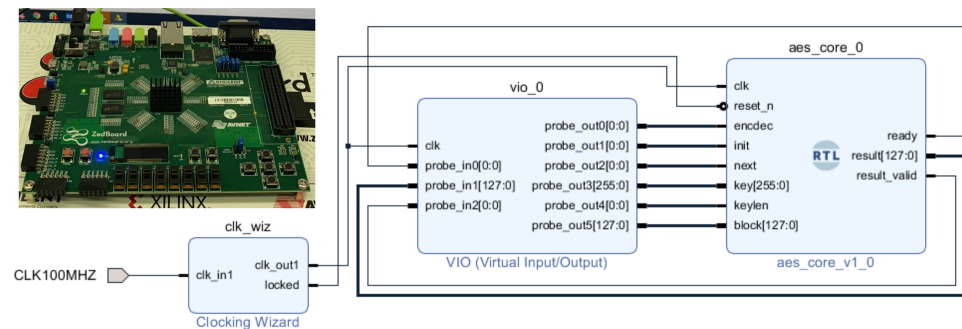 ZedBoard
AVNET
XILINX
clk_wiz
CLK100MHZ
clk_in1
clk_out1
locked
Clocking Wizard
vio_0
clk
probe_in0[0:0]
probe_in1[127:0]
probe_in2[0:0]
probe_out0[0:0]
probe_out1[0:0]
probe_out2[0:0]
probe_out3[255:0]
probe_out4[0:0]
probe_out5[127:0]
VIO (Virtual Input/Output)
aes_core_0
clk
reset_n
encdec
init
next
key[255:0]
keylen
block[127:0]
RTL
ready
result[127:0]
result_valid
aes_core_v1_0